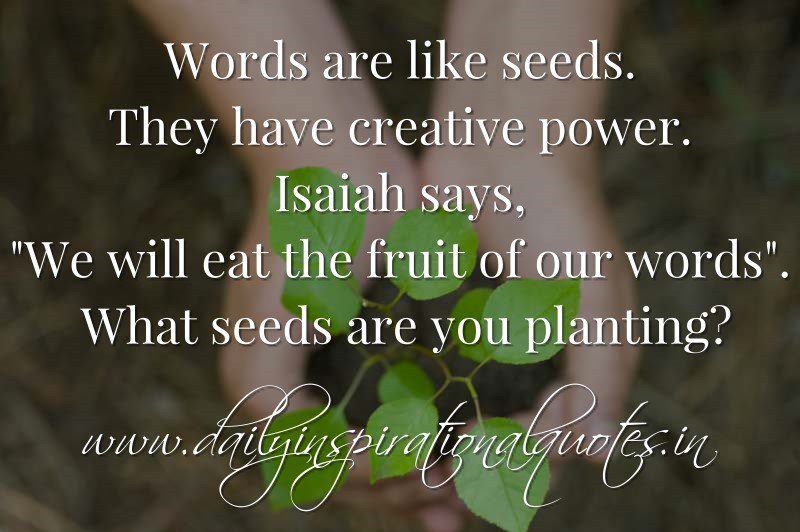 Words are like seeds.
They have creative power.
Isaiah says,
"We will eat the fruit of our words".
What seeds are you planting?
www.dailyinspirationalquotes.in